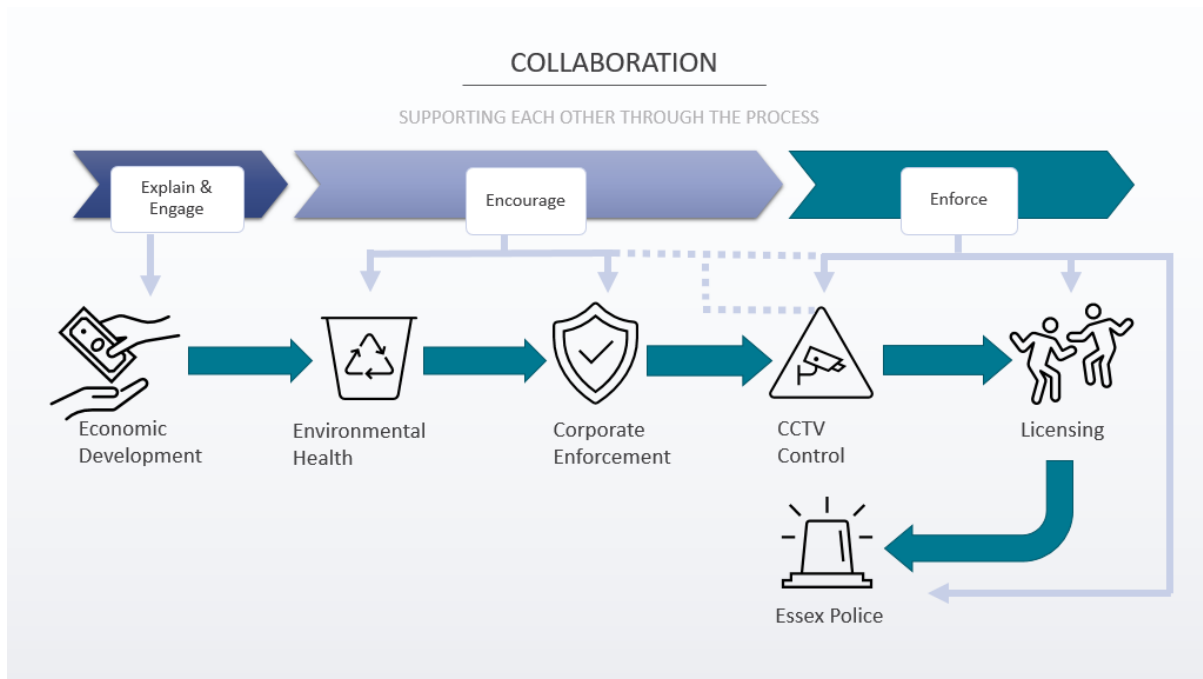 COLLABORATION
SUPPORTING EACH OTHER THROUGH THE PROCESS
Explain &
Engage
Encourage
Enforce
Economic
Development
Environmental
Health
Corporate
Enforcement
CCTV
Control
Licensing
Essex Police